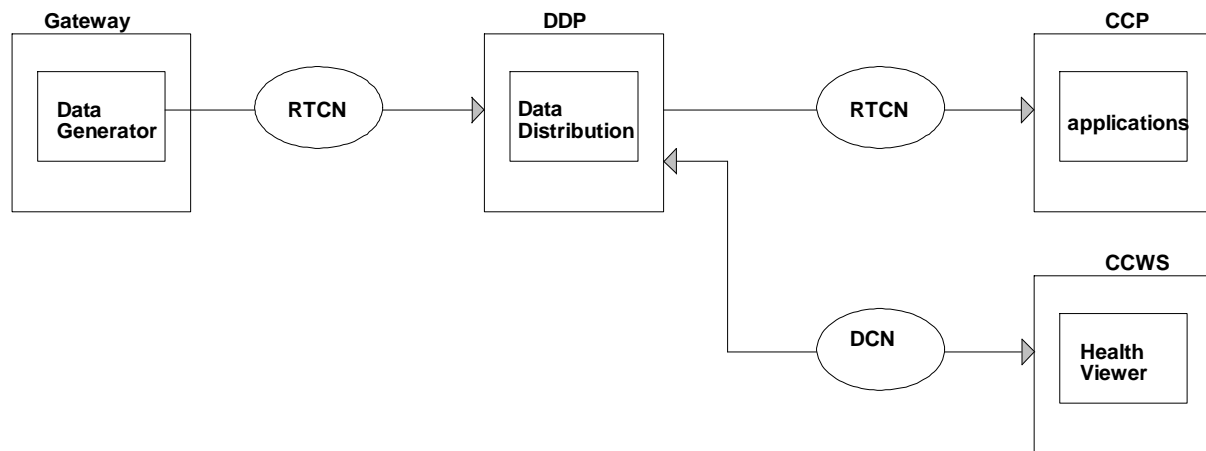 Gateway
DDP
CCP
Data
Generator
RTCN
Data
Distribution
RTCN
applications
CCWS
DCN
Health
Viewer